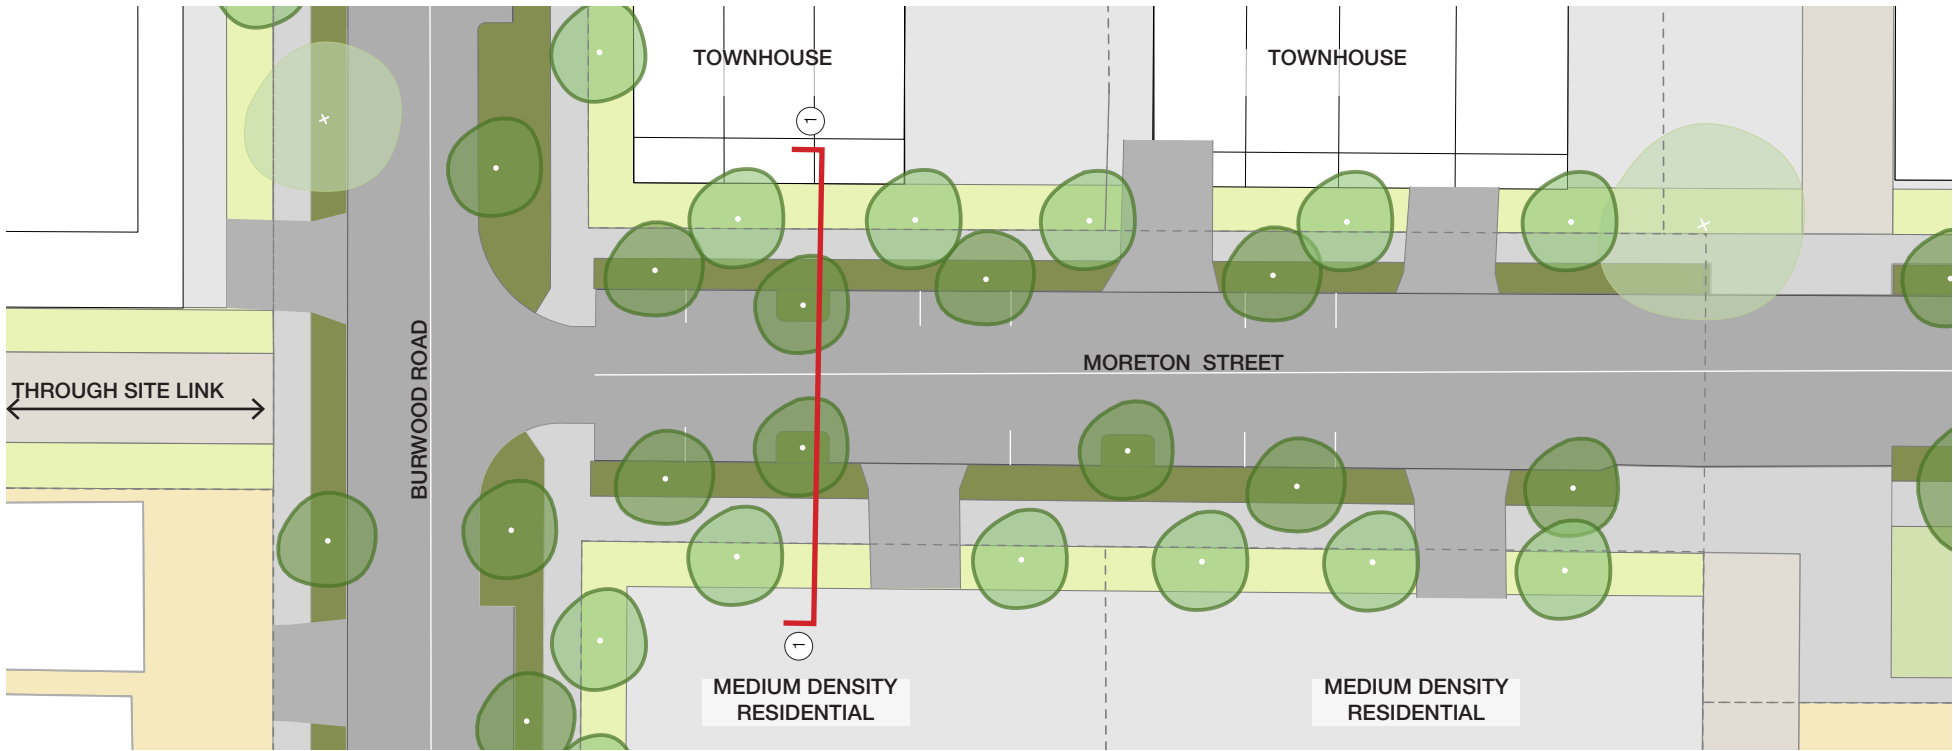 TOWNHOUSE
TOWNHOUSE
1
MORETON STREET
BURWOOD ROAD
THROUGH SITE LINK
1
MEDIUM DENSITY
RESIDENTIAL
MEDIUM DENSITY
RESIDENTIAL